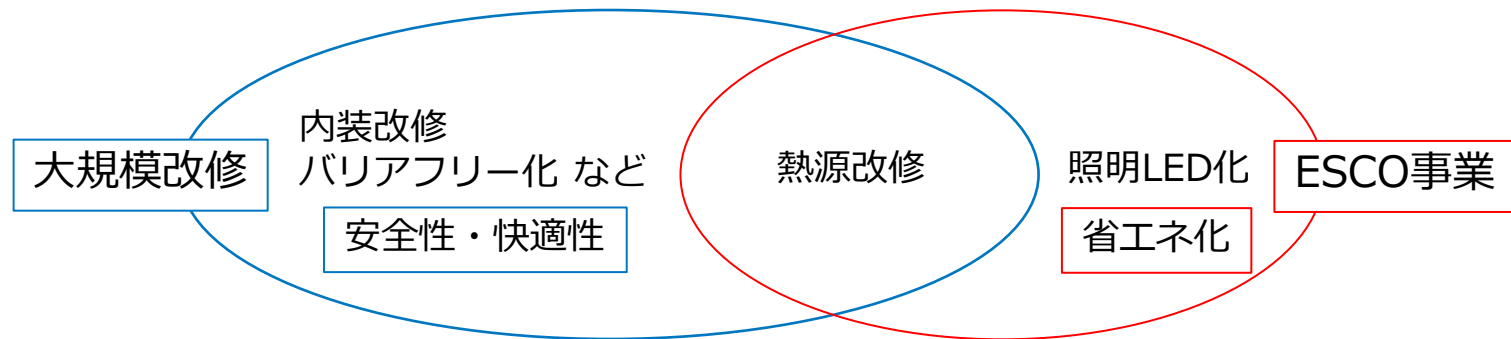 大規模改修
内装改修
バリアフリー化 など
安全性・快適性
熱源改修
照明LED化
省エネ化
ESCO事業